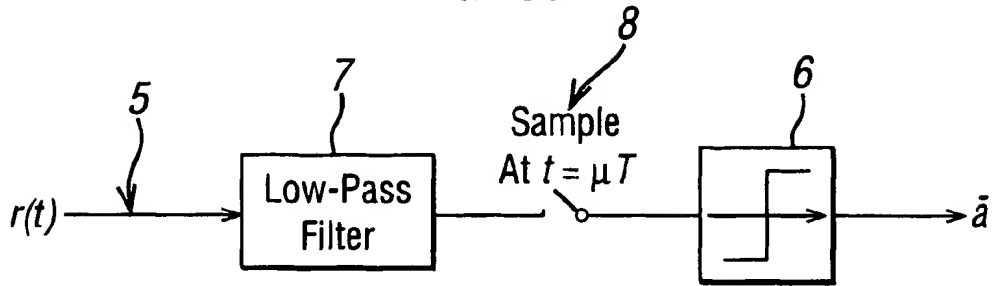 8
5
7
6
Sample
At t = μT
Low-Pass
Filter
r(t)
ā